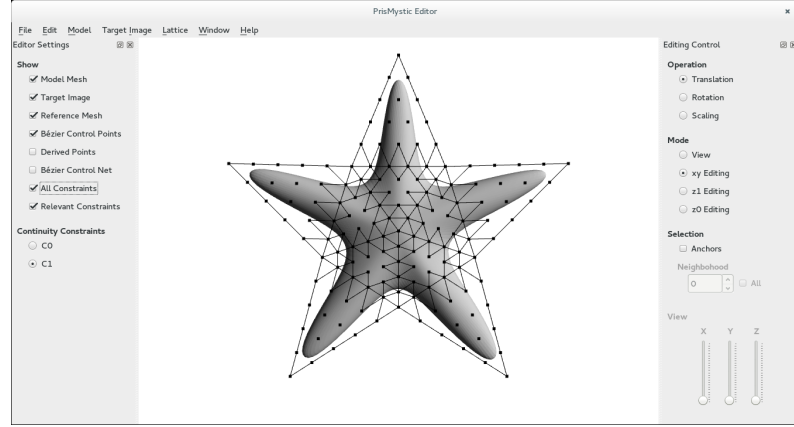 PrisMystic Editor
File Edit Model Target Image Lattice Window Help
Editor Settings
Show
Model Mesh
Target Image
Reference Mesh
Bézier Control Points
Derived Points
Bézier Control Net
All Constraints
Relevant Constraints
Continuity Constraints
C0
C1
Editing Control
Operation
Translation
Rotation
Scaling
Mode
View
xy Editing
z1 Editing
z0 Editing
Selection
Anchors
Neighbohood
0 All
View
X Y Z